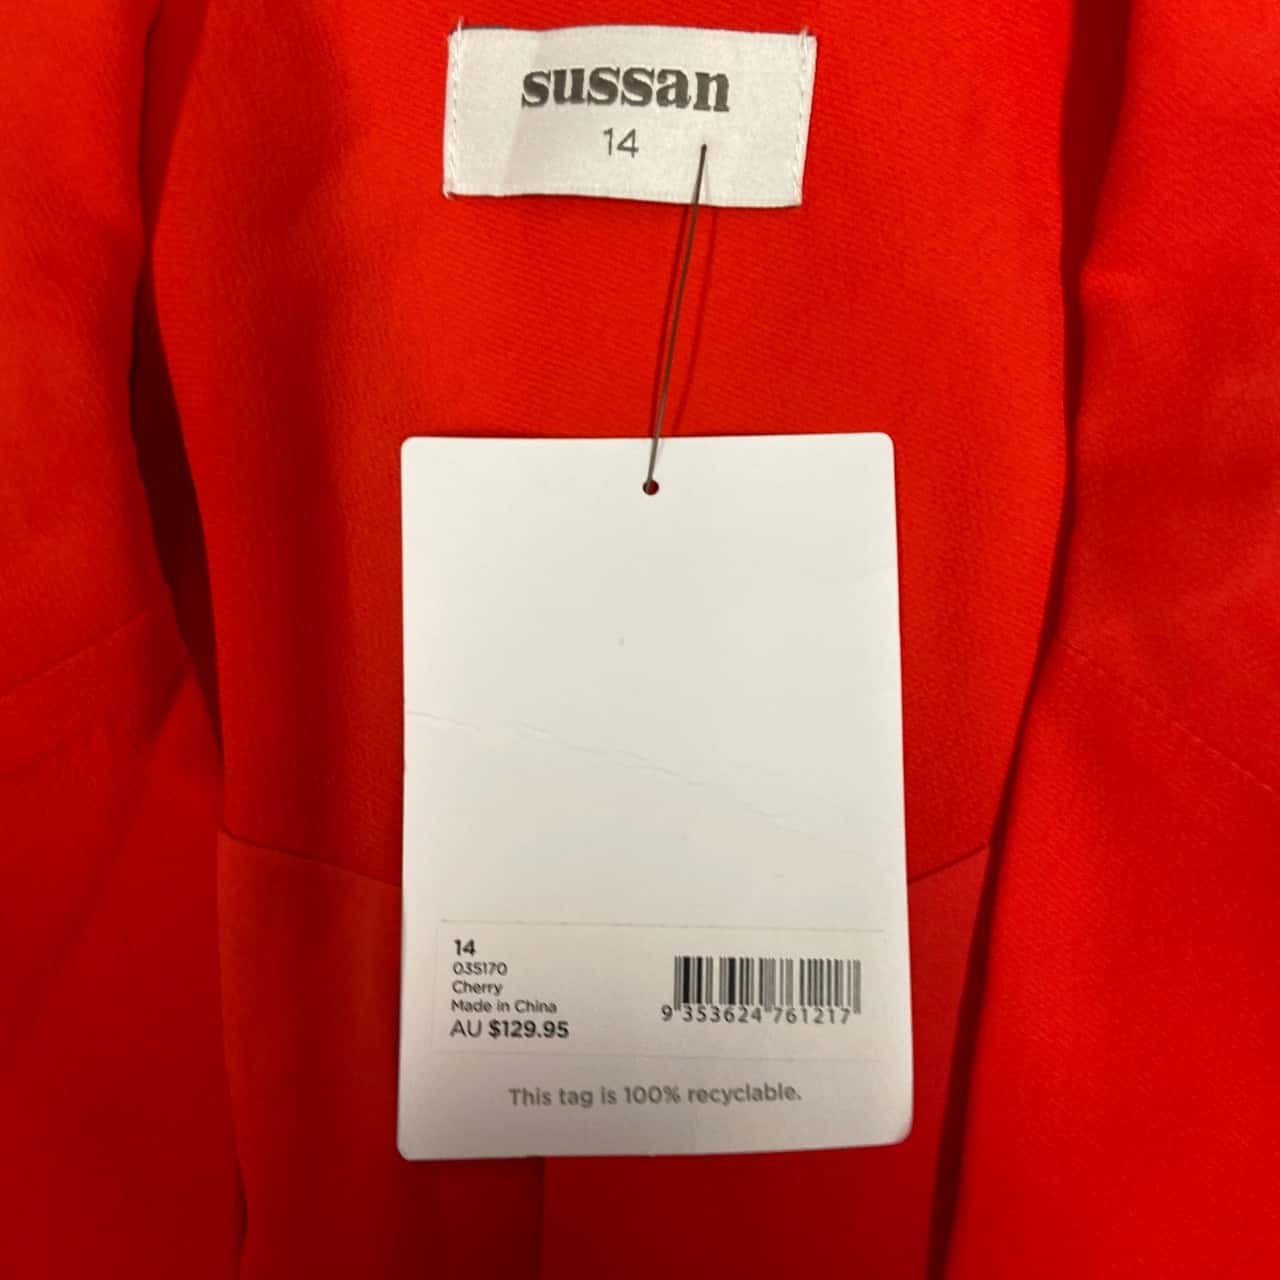 sussan
14
14
035170
Cherry
Made in China
AU $129.95
9 353624 761217
This tag is 100% recyclable.